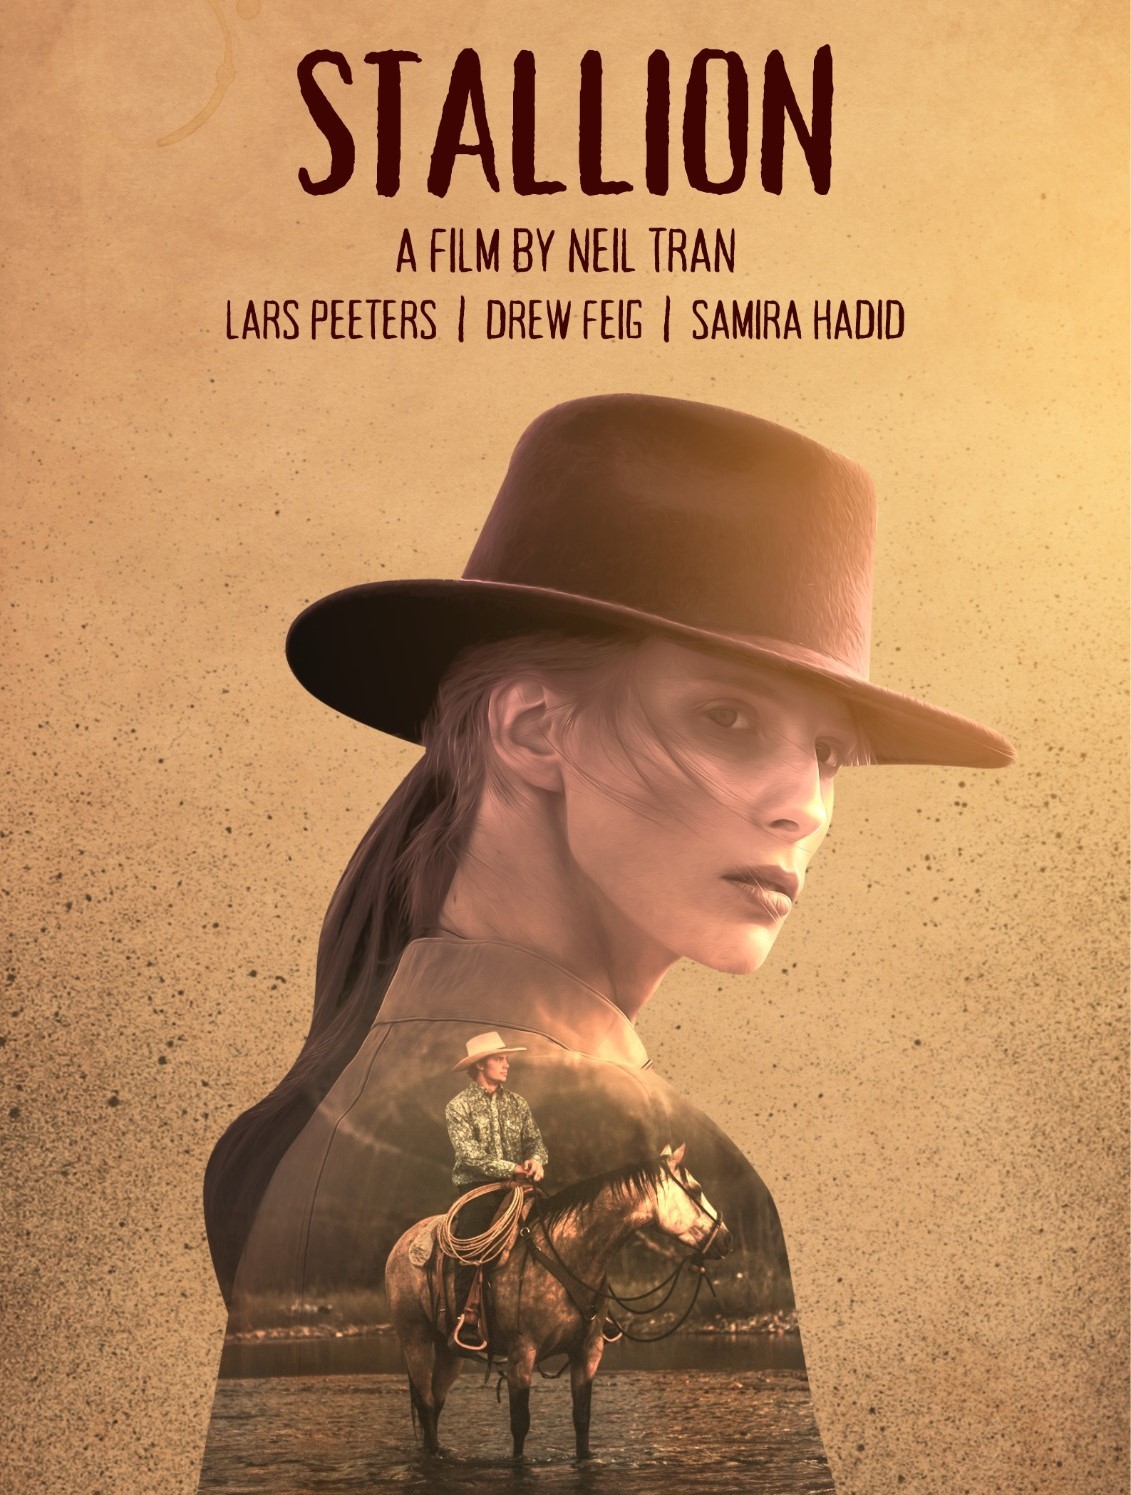 STALLION
A FILM BY NEIL TRAN
LARS PEETERS | DREW FEIG | SAMIRA HADID